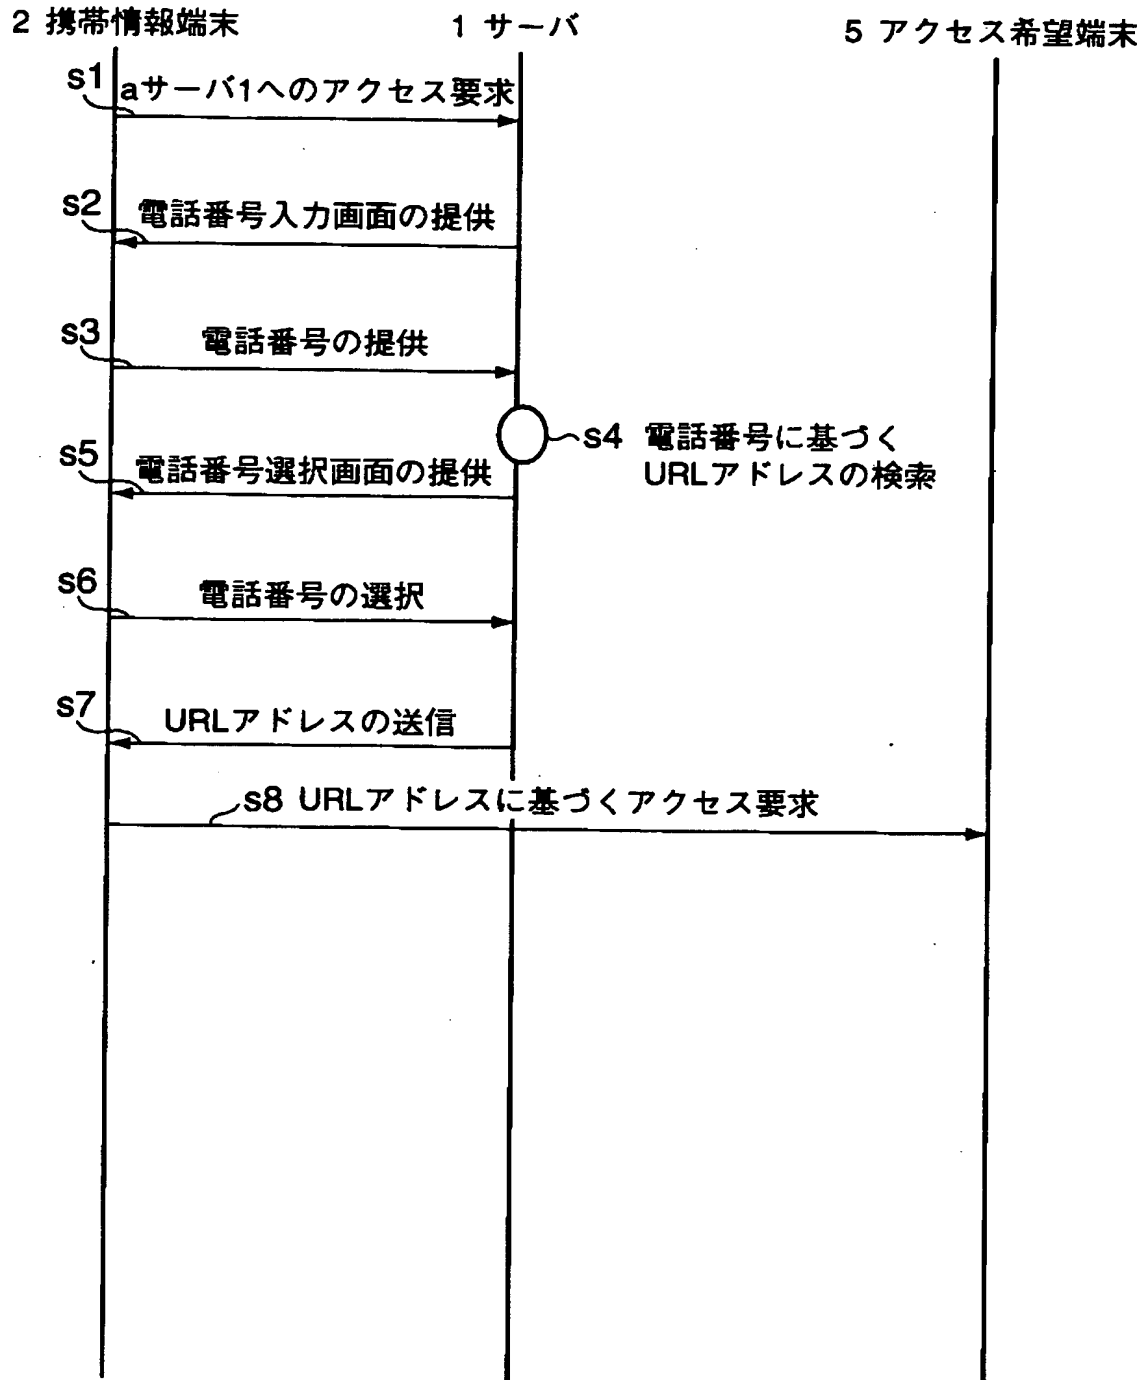 2 携帯情報端末
1 サーバ
5 アクセス希望端末
s1
aサーバ1へのアクセス要求
s2
電話番号入力画面の提供
s3
電話番号の提供
s4 電話番号に基づく
URLアドレスの検索
s5
電話番号選択画面の提供
s6
電話番号の選択
s7
URLアドレスの送信
s8 URLアドレスに基づくアクセス要求